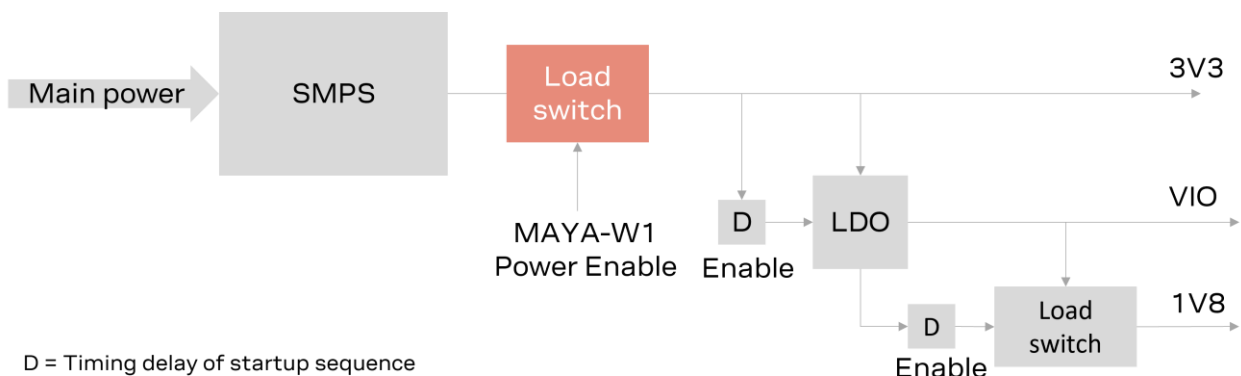 Main power
SMPS
Load
switch
3V3
MAYA-W1
Power Enable
D
Enable
LDO
VIO
D
Enable
Load
switch
1V8
D = Timing delay of startup sequence